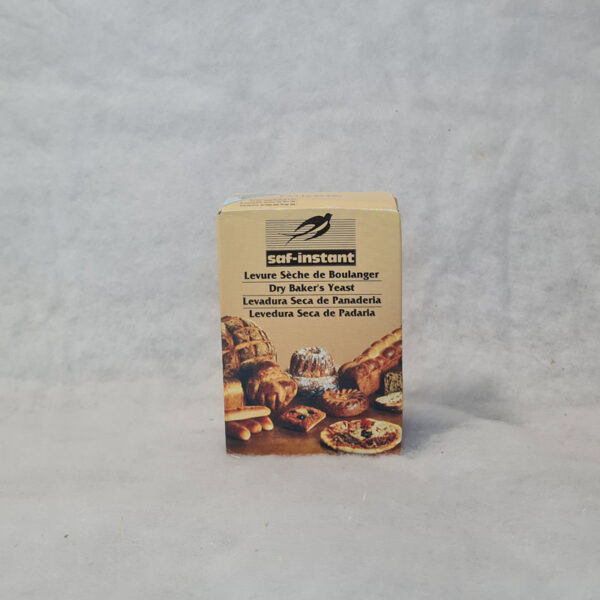 saf-instant
Levure Sèche de Boulanger
Dry Baker's Yeast
Levadura Seca de Panaderia
Levedura Seca de Padaria